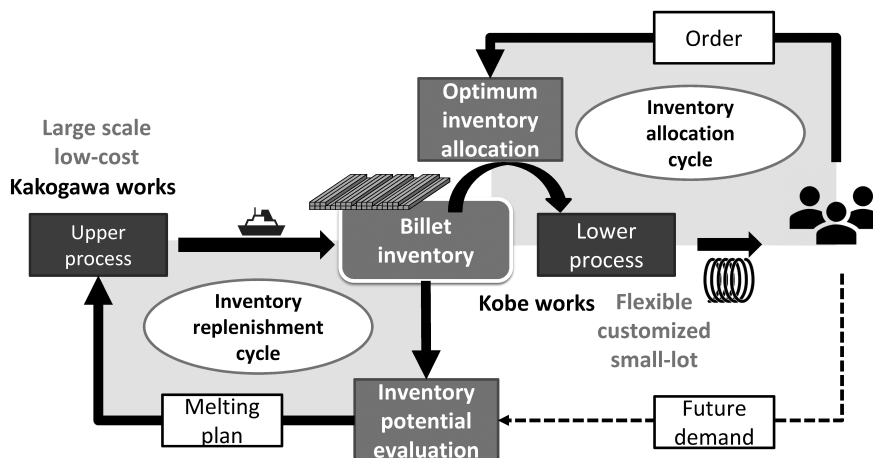 Order
Optimum
inventory
allocation
Inventory
allocation
cycle
Large scale
low-cost
Kakogawa works
Upper
process
Billet
inventory
Lower
process
Kobe works
Flexible
customized
small-lot
Inventory
replenishment
cycle
Melting
plan
Inventory
potential
evaluation
Future
demand